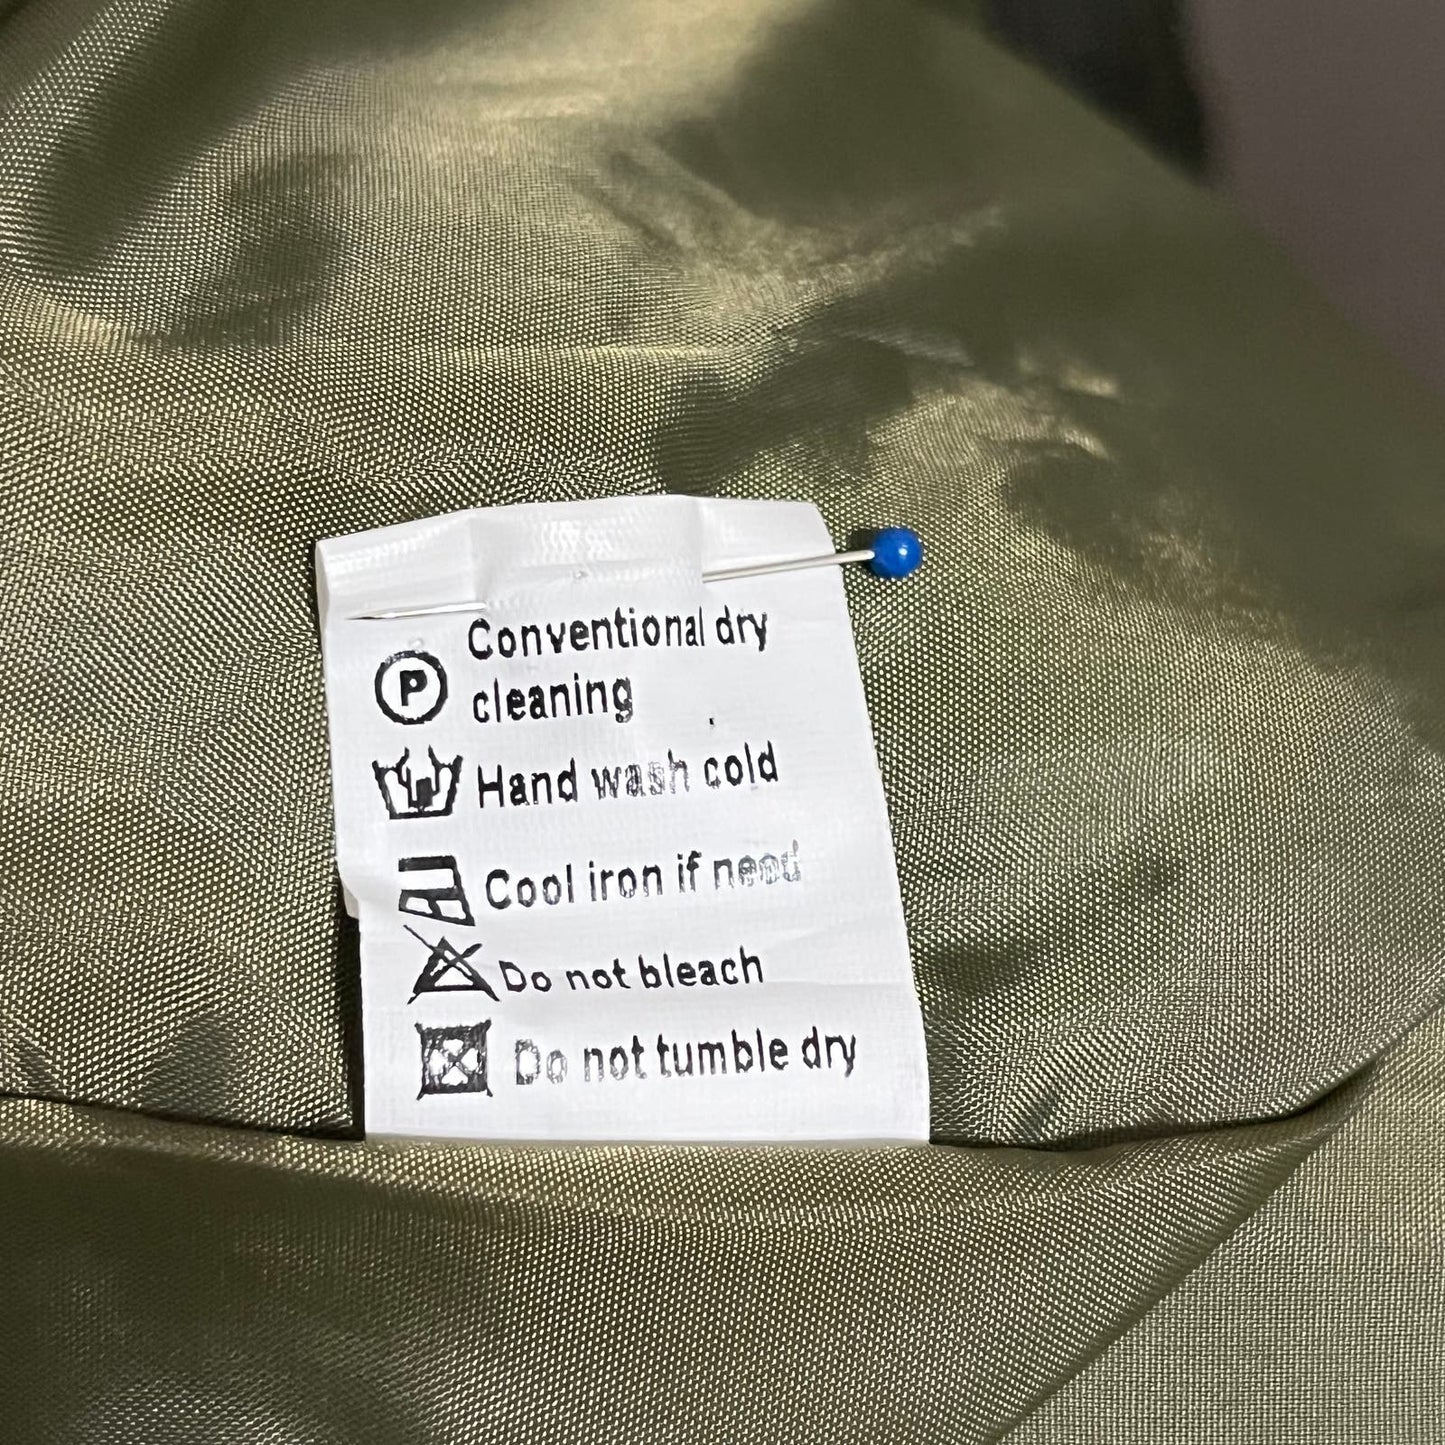 Conventional dry
P cleaning
Hand wash cold
Cool iron if need
Do not bleach
Do not tumble dry